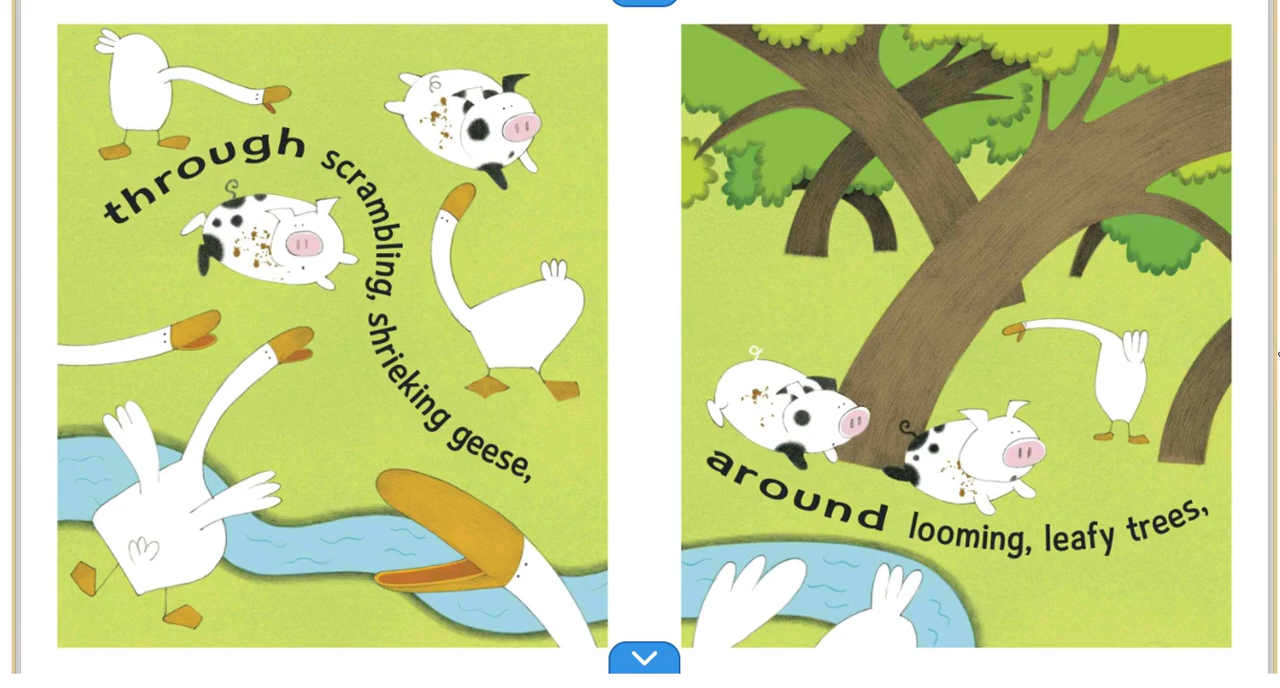 through scrambling, shrieking geese,
around looming, leafy trees,